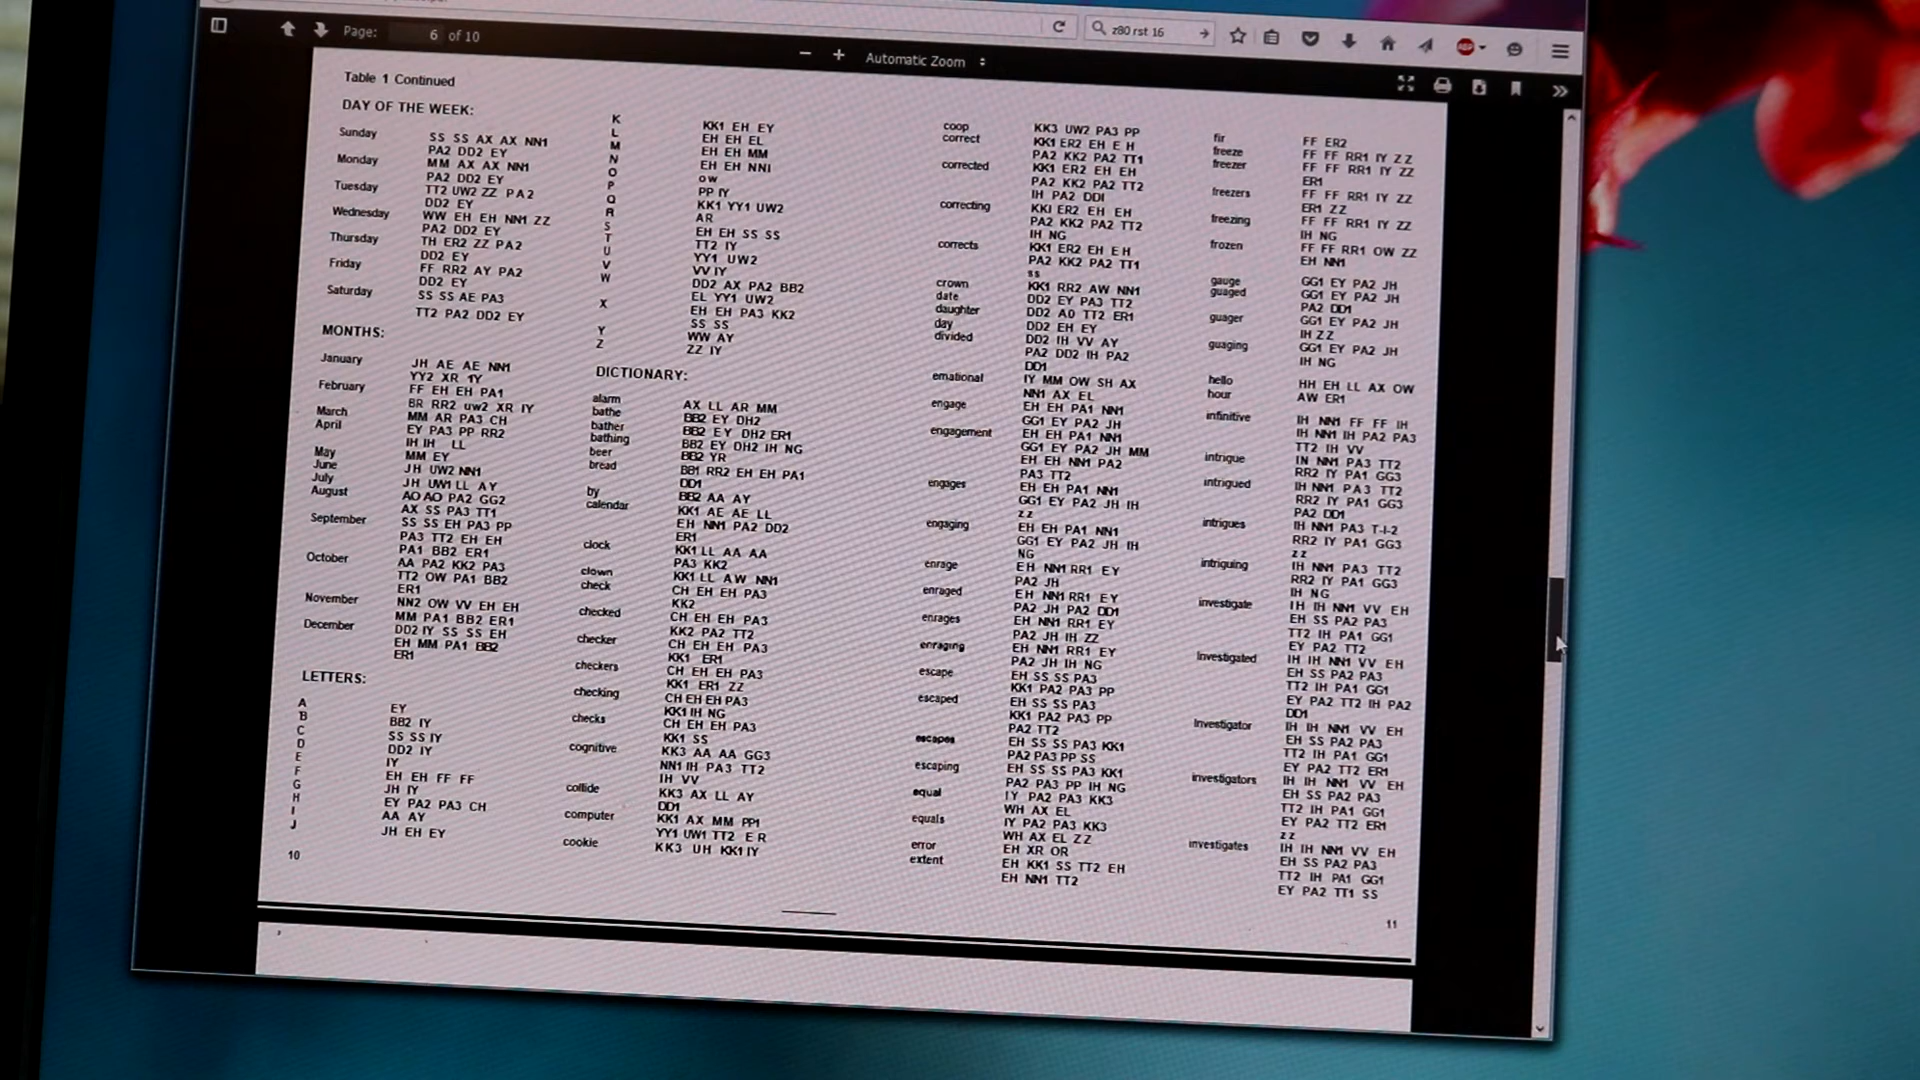 Page: 6 of 10
z80 rst 16
Automatic Zoom
Table 1 Continued
DAY OF THE WEEK:
Sunday SS SS AX AX NN1
PA2 DD2 EY
Monday MM AX AX NN1
PA2 DD2 EY
Tuesday TT2 UW2 ZZ PA2
DD2 EY
Wednesday WW EH EH NN1 ZZ
PA2 DD2 EY
Thursday TH ER2 ZZ PA2
DD2 EY
Friday FF RR2 AY PA2
DD2 EY
Saturday SS SS AE PA3
TT2 PA2 DD2 EY
MONTHS:
January JH AE AE NN1
YY2 XR 1Y
February FF EH EH PA1
BR RR2 uw2 XR IY
March MM AR PA3 CH
April EY PA3 PP RR2
IH IH LL
May MM EY
June JH UW2 NN1
July JH UW1 LL AY
August AO AO PA2 GG2
AX SS PA3 TT1
September SS SS EH PA3 PP
PA3 TT2 EH EH
PA1 BB2 ER1
October AA PA2 KK2 PA3
TT2 OW PA1 BB2
ER1
November NN2 OW VV EH EH
MM PA1 BB2 ER1
December DD2 IY SS SS EH
EH MM PA1 BB2
ER1
LETTERS:
A EY
B BB2 IY
C SS SS IY
D DD2 IY
E IY
F EH EH FF FF
G JH IY
H EY PA2 PA3 CH
I AA AY
J JH EH EY
10
K KK1 EH EY
L EH EH EL
M EH EH MM
N EH EH NNI
O ow
P PP IY
Q KK1 YY1 UW2
R AR
S EH EH SS SS
T TT2 IY
U YY1 UW2
V VV IY
W DD2 AX PA2 BB2
EL YY1 UW2
X EH EH PA3 KK2
SS SS
Y WW AY
Z ZZ IY
DICTIONARY:
alarm AX LL AR MM
bathe BB2 EY DH2
bather BB2 EY DH2 ER1
bathing BB2 EY DH2 IH NG
beer BB2 YR
bread BB1 RR2 EH EH PA1
DD1
by BB2 AA AY
calendar KK1 AE AE LL
EH NN1 PA2 DD2
ER1
clock KK1 LL AA AA
PA3 KK2
clown KK1 LL AW NN1
check CH EH EH PA3
KK2
checked CH EH EH PA3
KK2 PA2 TT2
checker CH EH EH PA3
KK1 ER1
checkers CH EH EH PA3
KK1 ER1 ZZ
checking CH EH EH PA3
KK1 IH NG
checks CH EH EH PA3
KK1 SS
cognitive KK3 AA AA GG3
NN1 IH PA3 TT2
IH VV
collide KK3 AX LL AY
DD1
computer KK1 AX MM PP1
YY1 UW1 TT2 E R
cookie KK3 UH KK1 IY
coop KK3 UW2 PA3 PP
correct KK1 ER2 EH E H
PA2 KK2 PA2 TT1
corrected KK1 ER2 EH EH
PA2 KK2 PA2 TT2
IH PA2 DDI
correcting KKI ER2 EH EH
PA2 KK2 PA2 TT2
IH NG
corrects KK1 ER2 EH E H
PA2 KK2 PA2 TT1
ss
crown KK1 RR2 AW NN1
date DD2 EY PA3 TT2
daughter DD2 A0 TT2 ER1
day DD2 EH EY
divided DD2 IH VV AY
PA2 DD2 IH PA2
DD1
emational IY MM OW SH AX
NN1 AX EL
engage EH EH PA1 NN1
GG1 EY PA2 JH
engagement EH EH PA1 NN1
GG1 EY PA2 JH MM
EH EH NN1 PA2
PA3 TT2
engages EH EH PA1 NN1
GG1 EY PA2 JH IH
z z
engaging EH EH PA1 NN1
GG1 EY PA2 JH IH
NG
enrage EH NN1 RR1 EY
PA2 JH
enraged EH NN1 RR1 EY
PA2 JH PA2 DD1
enrages EH NN1 RR1 EY
PA2 JH IH ZZ
enraging EH NN1 RR1 EY
PA2 JH IH NG
escape EH SS SS PA3
KK1 PA2 PA3 PP
escaped EH SS SS PA3
KK1 PA2 PA3 PP
PA2 TT2
escapes EH SS SS PA3 KK1
PA2 PA3 PP SS
escaping EH SS SS PA3 KK1
PA2 PA3 PP IH NG
equal IY PA2 PA3 KK3
WH AX EL
equals IY PA2 PA3 KK3
WH AX EL Z Z
error EH XR OR
extent EH KK1 SS TT2 EH
EH NN1 TT2
fir FF ER2
freeze FF FF RR1 IY Z Z
freezer FF FF RR1 IY ZZ
ER1
freezers FF FF RR1 IY ZZ
ER1 ZZ
freezing FF FF RR1 IY ZZ
IH NG
frozen FF FF RR1 OW ZZ
EH NN1
gauge GG1 EY PA2 JH
guaged GG1 EY PA2 JH
PA2 DD1
guager GG1 EY PA2 JH
IH Z Z
guaging GG1 EY PA2 JH
IH NG
hello HH EH LL AX OW
hour AW ER1
infinitive IH NN1 FF FF IH
IH NN1 IH PA2 PA3
TT2 IH VV
intrigue IN NN1 PA3 TT2
RR2 IY PA1 GG3
intrigued IH NN1 PA3 TT2
RR2 IY PA1 GG3
PA2 DD1
intrigues IH NN1 PA3 T-I-2
RR2 IY PA1 GG3
z z
intriguing IH NN1 PA3 TT2
RR2 IY PA1 GG3
IH NG
investigate IH IH NN1 VV EH
EH SS PA2 PA3
TT2 IH PA1 GG1
EY PA2 TT2
Investigated IH IH NN1 VV EH
EH SS PA2 PA3
TT2 IH PA1 GG1
EY PA2 TT2 IH PA2
DD1
Investigator IH IH NN1 VV EH
EH SS PA2 PA3
TT2 IH PA1 GG1
EY PA2 TT2 ER1
investigators IH IH NN1 VV EH
EH SS PA2 PA3
TT2 IH PA1 GG1
EY PA2 TT2 ER1
z z
investigates IH IH NN1 VV EH
EH SS PA2 PA3
TT2 IH PA1 GG1
EY PA2 TT1 SS
11